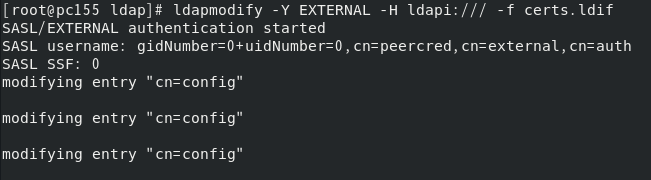 [root@pc155 ldap]# ldapmodify -Y EXTERNAL -H ldapi:/// -f certs.ldif
SASL/EXTERNAL authentication started
SASL username: gidNumber=0+uidNumber=0,cn=peercred,cn=external,cn=auth
SASL SSF: 0
modifying entry "cn=config"
modifying entry "cn=config"
modifying entry "cn=config"